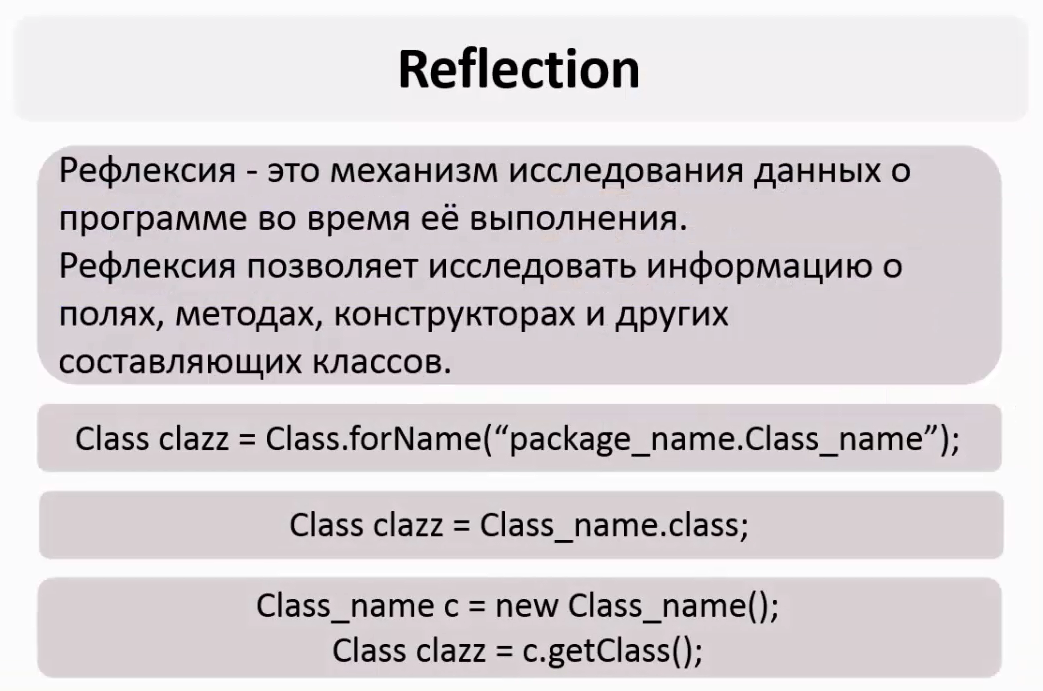 Reflection
Рефлексия - это механизм исследования данных о
программе во время её выполнения.
Рефлексия позволяет исследовать информацию о
полях, методах, конструкторах и других
составляющих классов.
Class clazz = Class.forName(“package_name.Class_name”);
Class clazz = Class_name.class;
Class_name c = new Class_name();
Class clazz = c.getClass();